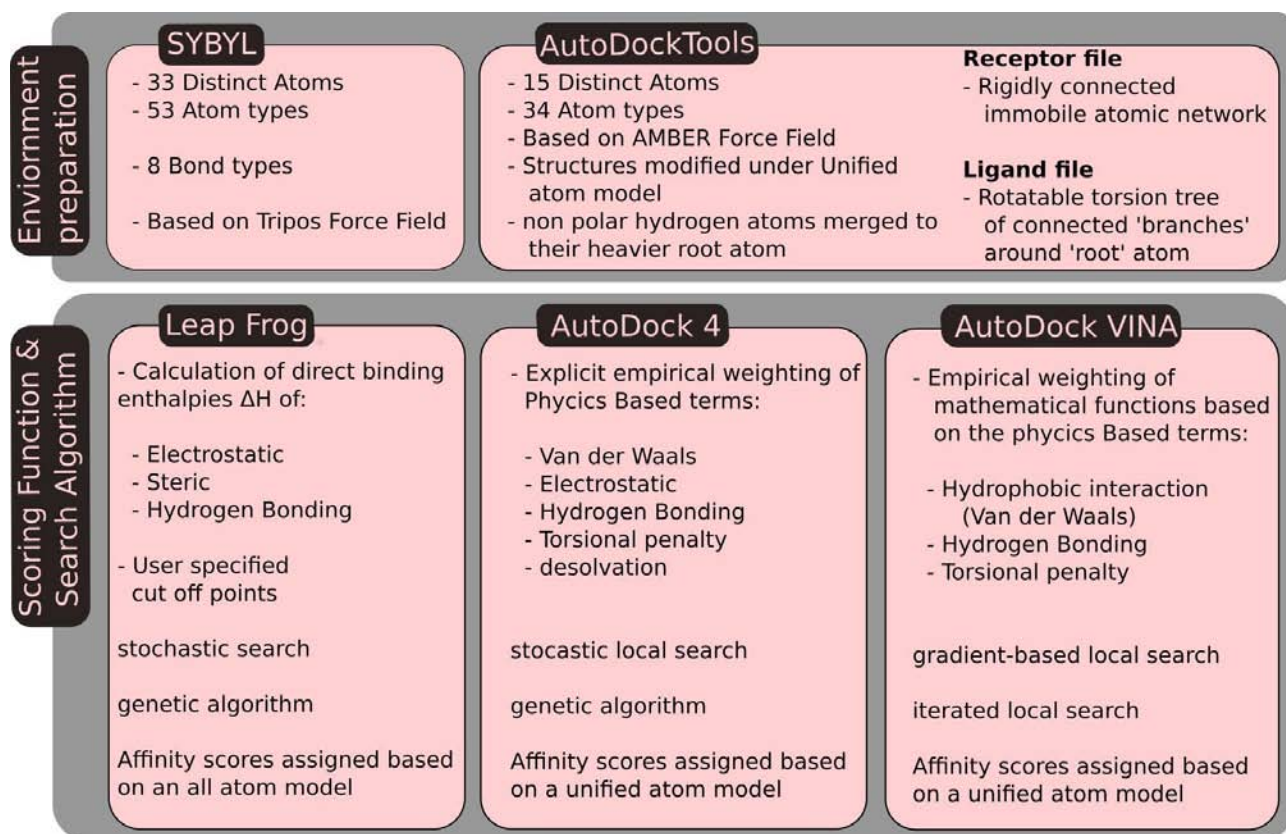 Enviornment
preparation
SYBYL
- 33 Distinct Atoms
- 53 Atom types
- 8 Bond types
- Based on Tripos Force Field
AutoDockTools
- 15 Distinct Atoms
- 34 Atom types
- Based on AMBER Force Field
- Structures modified under Unified
atom model
- non polar hydrogen atoms merged to
their heavier root atom
Receptor file
- Rigidly connected
immobile atomic network
Ligand file
- Rotatable torsion tree
of connected 'branches'
around 'root' atom
Scoring Function &
Search Algorithm
Leap Frog
- Calculation of direct binding
enthalpies ΔH of:
- Electrostatic
- Steric
- Hydrogen Bonding
- User specified
cut off points
stochastic search
genetic algorithm
Affinity scores assigned based
on an all atom model
AutoDock 4
- Explicit empirical weighting of
Phycics Based terms:
- Van der Waals
- Electrostatic
- Hydrogen Bonding
- Torsional penalty
- desolvation
stocastic local search
genetic algorithm
Affinity scores assigned based
on a unified atom model
AutoDock VINA
- Empirical weighting of
mathematical functions based
on the phycics Based terms:
- Hydrophobic interaction
(Van der Waals)
- Hydrogen Bonding
- Torsional penalty
gradient-based local search
iterated local search
Affinity scores assigned based
on a unified atom model